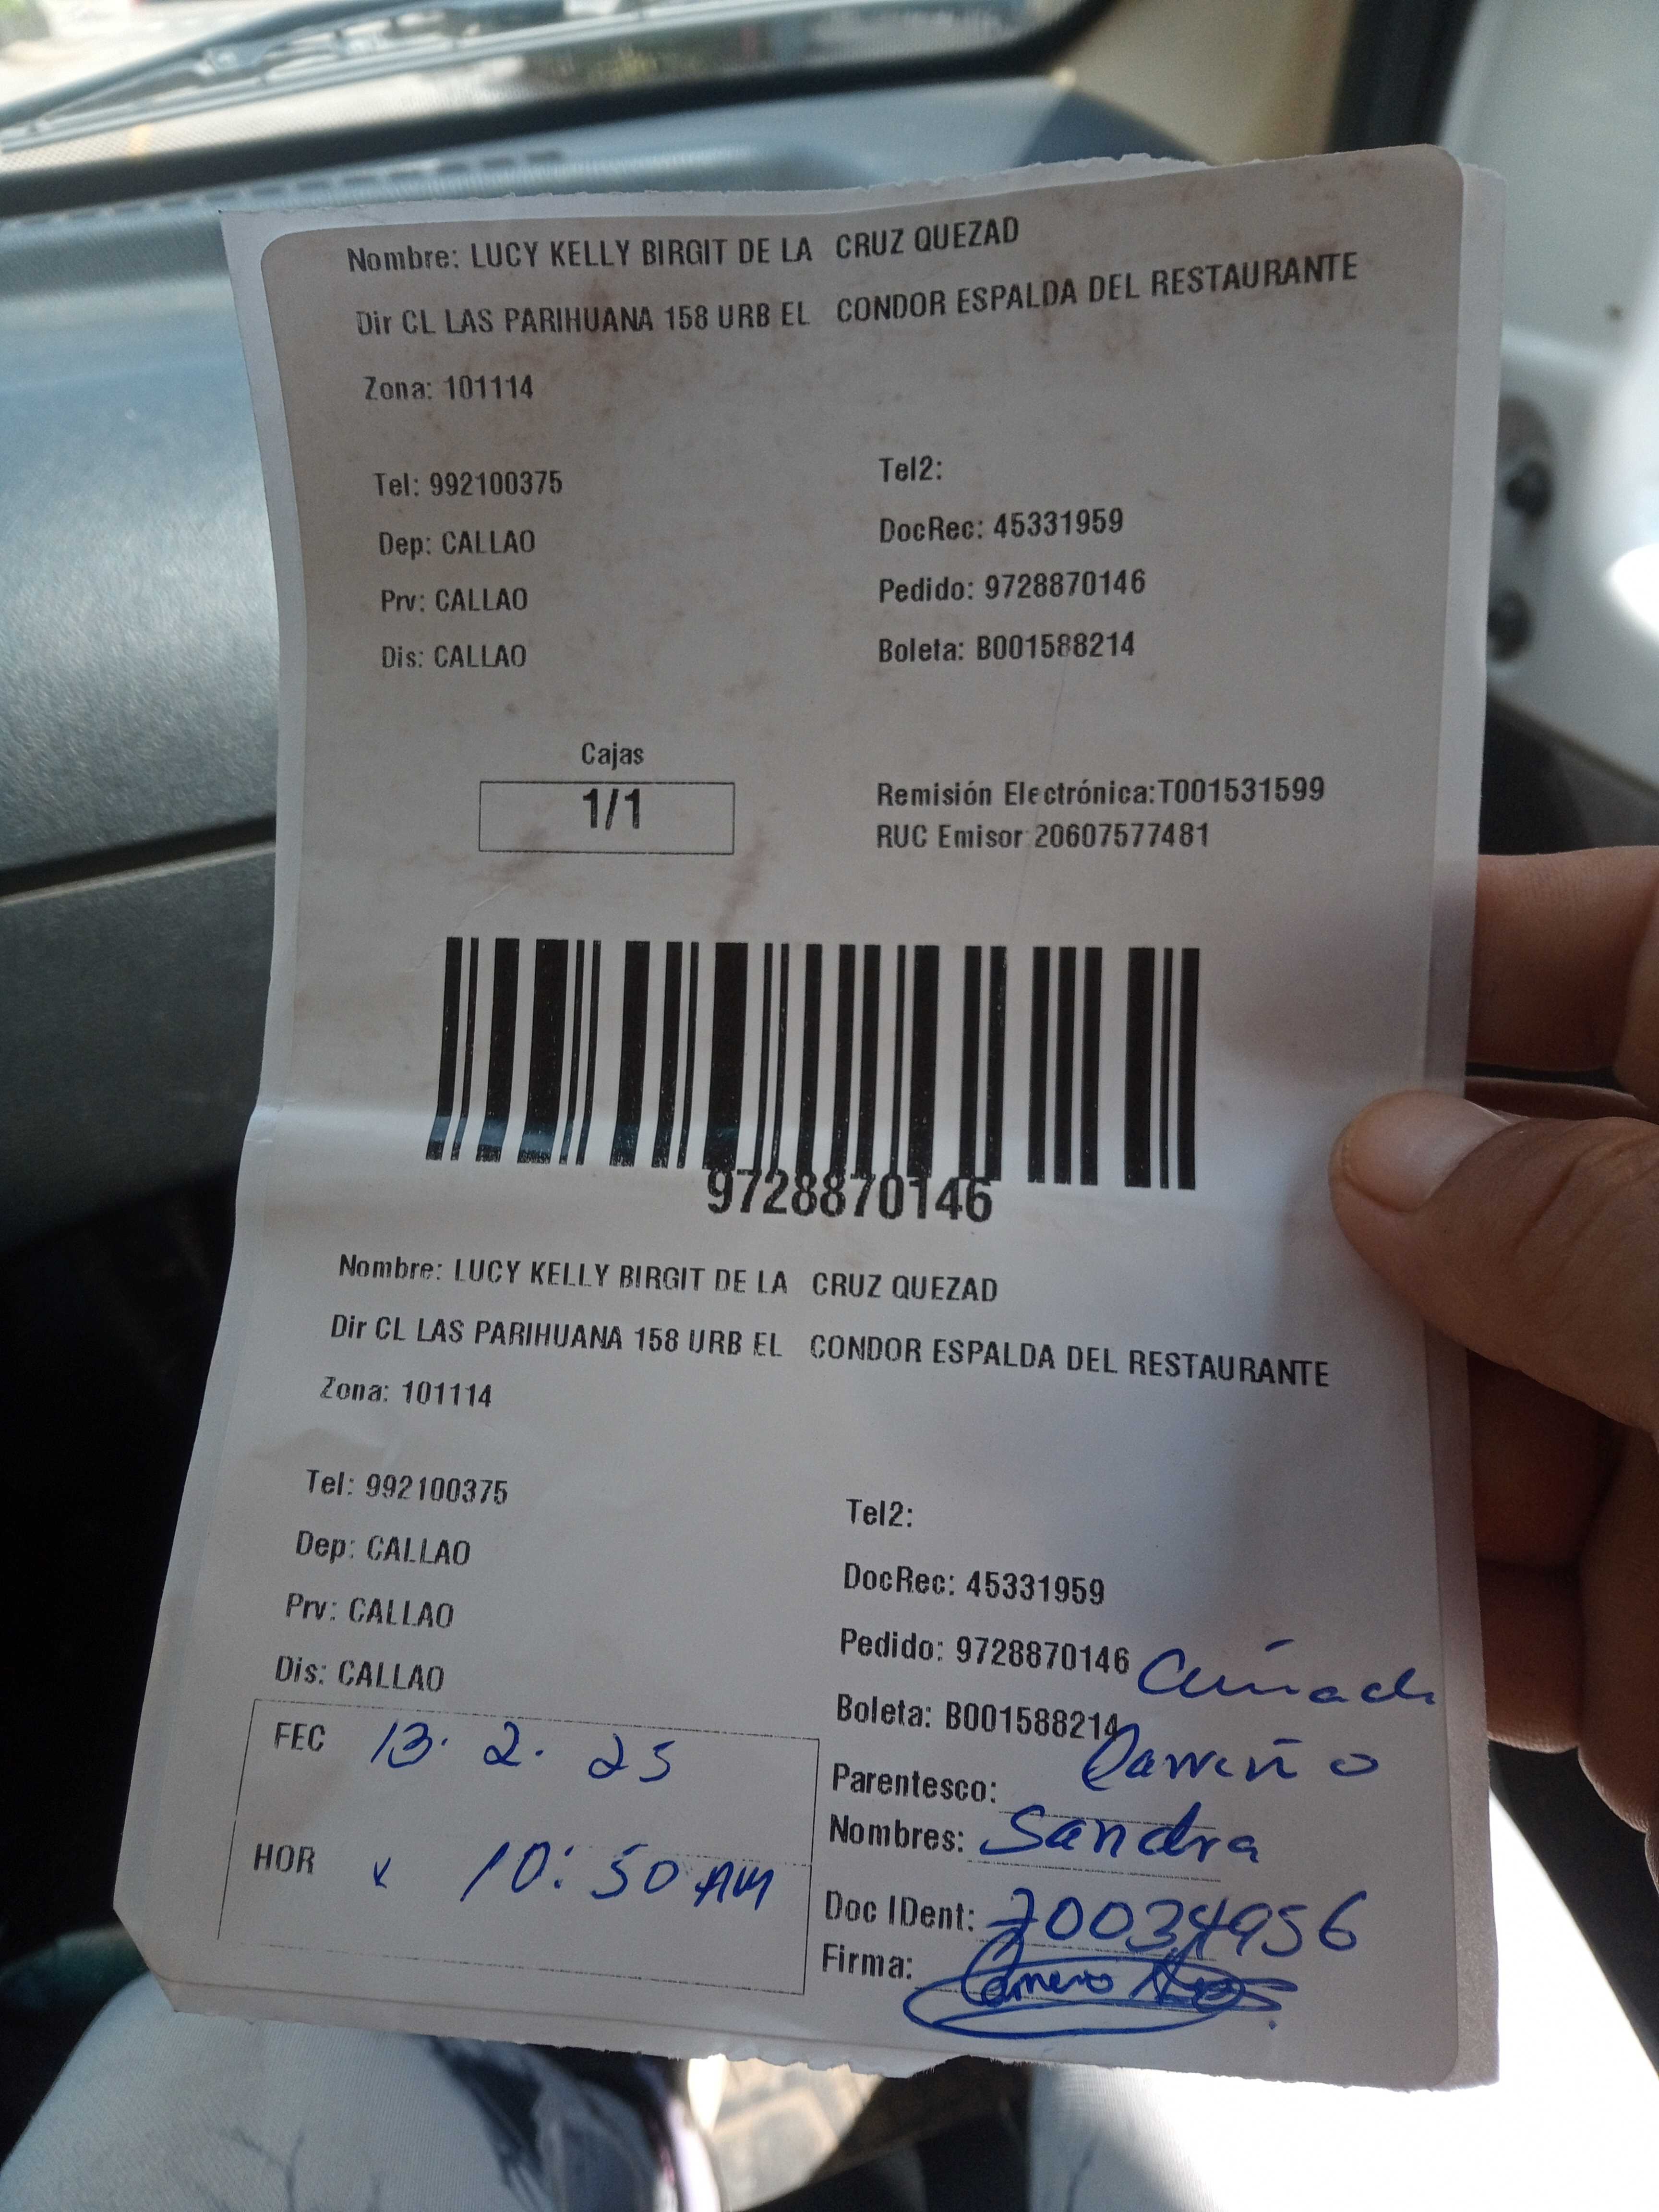 Nombre: LUCY KELLY BIRGIT DE LA CRUZ QUEZAD
Dir CL LAS PARIHUANA 158 URB EL CONDOR ESPALDA DEL RESTAURANTE
Zona: 101114
Tel: 992100375
Tel2:
Dep: CALLAO
DocRec: 45331959
Prv: CALLAO
Pedido: 9728870146
Dis: CALLAO
Boleta: B001588214
Cajas
1/1
Remisión Electrónica:T001531599
RUC Emisor 20607577481
9728870146
Nombre: LUCY KELLY BIRGIT DE LA CRUZ QUEZAD
Dir CL LAS PARIHUANA 158 URB EL CONDOR ESPALDA DEL RESTAURANTE
Zona: 101114
Tel: 992100375
Tel2:
Dep: CALLAO
DocRec: 45331959
Prv: CALLAO
Pedido: 9728870146
Dis: CALLAO
Boleta: B001588214
FEC 13. 2. 25
Parentesco:
Nombres: Sandra
HOR 10:50 AM
Doc IDent: 70034956
Firma: